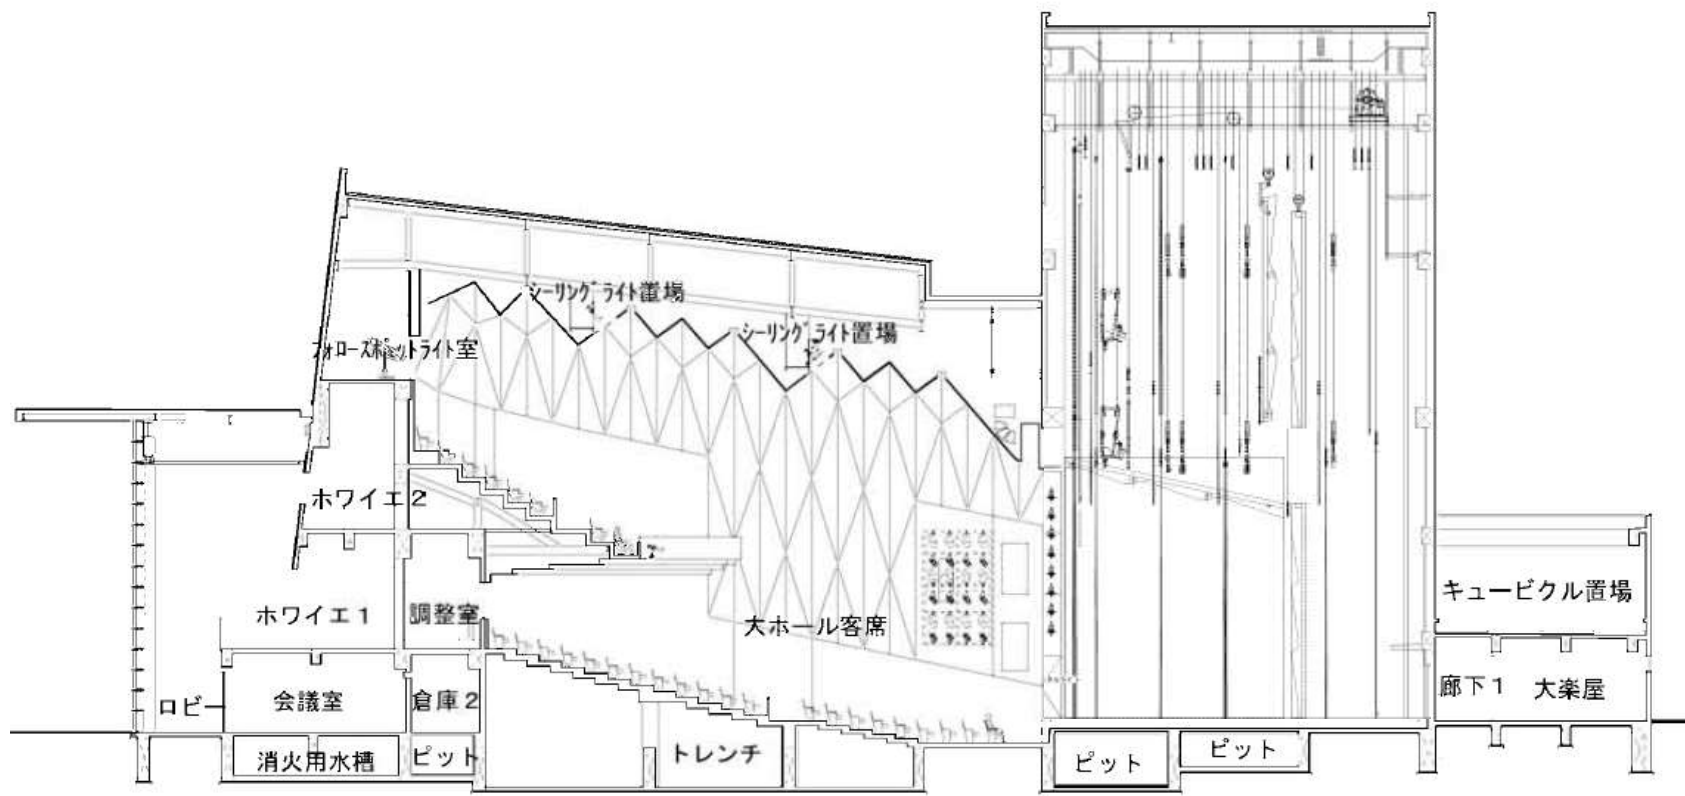 シーリングライト置場
シーリングライト置場
フォロースポットライト室
ホワイエ2
キュービクル置場
ホワイエ1
調整室
大ホール客席
ロビー
会議室
倉庫2
廊下1
大楽屋
消火用水槽
ピット
トレンチ
ピット
ピット